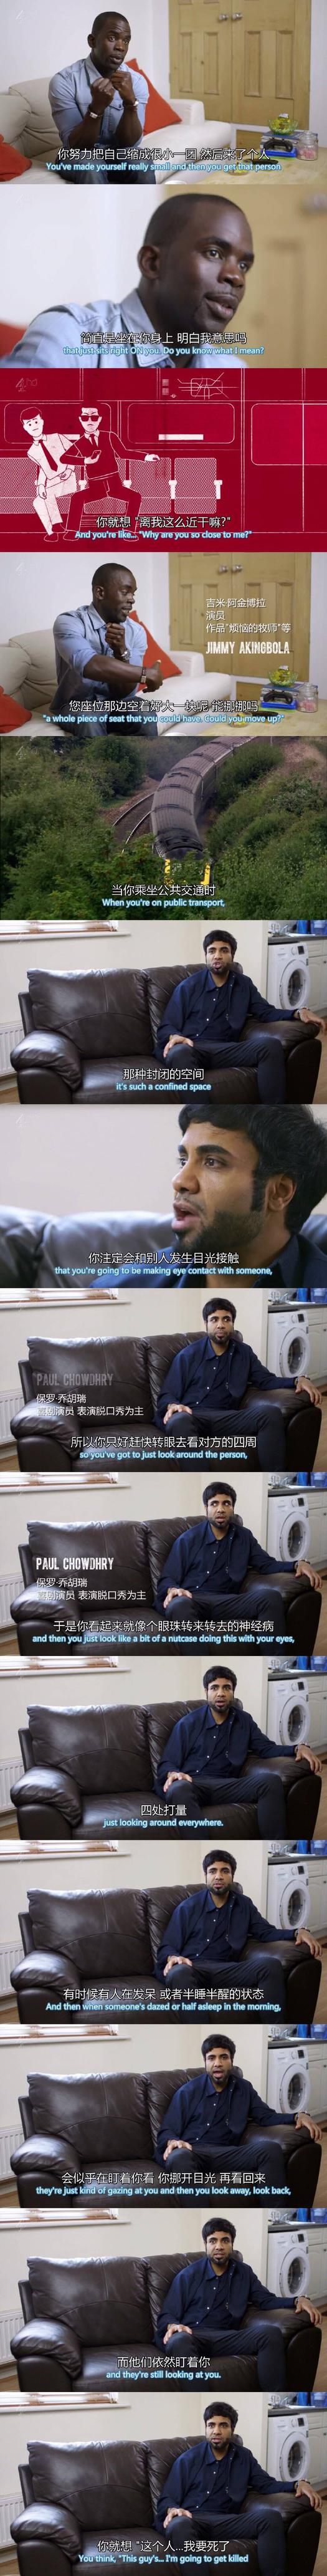 你努力把自己缩成很小一团 然后来了个人
You've made yourself really small and then you get that person
简直是坐在你身上 明白我意思吗
that just sits right ON you. Do you know what I mean?
你就想 "离我这么近干嘛?"
And you're like... "Why are you so close to me?"
吉米·阿金博拉
演员
作品"烦恼的牧师"等
JIMMY AKINGBOLA
您座位那边空着好大一块呢 能挪挪吗
"a whole piece of seat that you could have. Could you move up?"
当你乘坐公共交通时
When you're on public transport,
那种封闭的空间
it's such a confined space
你注定会和别人发生目光接触
that you're going to be making eye contact with someone,
PAUL CHOWDHRY
保罗·乔胡瑞
喜剧演员 表演脱口秀为主
所以你只好赶快转眼去看对方的四周
so you've got to just look around the person,
PAUL CHOWDHRY
保罗·乔胡瑞
喜剧演员 表演脱口秀为主
于是你看起来就像个眼珠转来转去的神经病
and then you just look like a bit of a nutcase doing this with your eyes,
四处打量
just looking around everywhere.
有时候有人在发呆 或者半睡半醒的状态
And then when someone's dazed or half asleep in the morning,
会似乎在盯着你看 你挪开目光 再看回来
they're just kind of gazing at you and then you look away, look back,
而他们依然盯着你
and they're still looking at you.
你就想 "这个人...我要死了
You think, "This guy's... I'm going to get killed